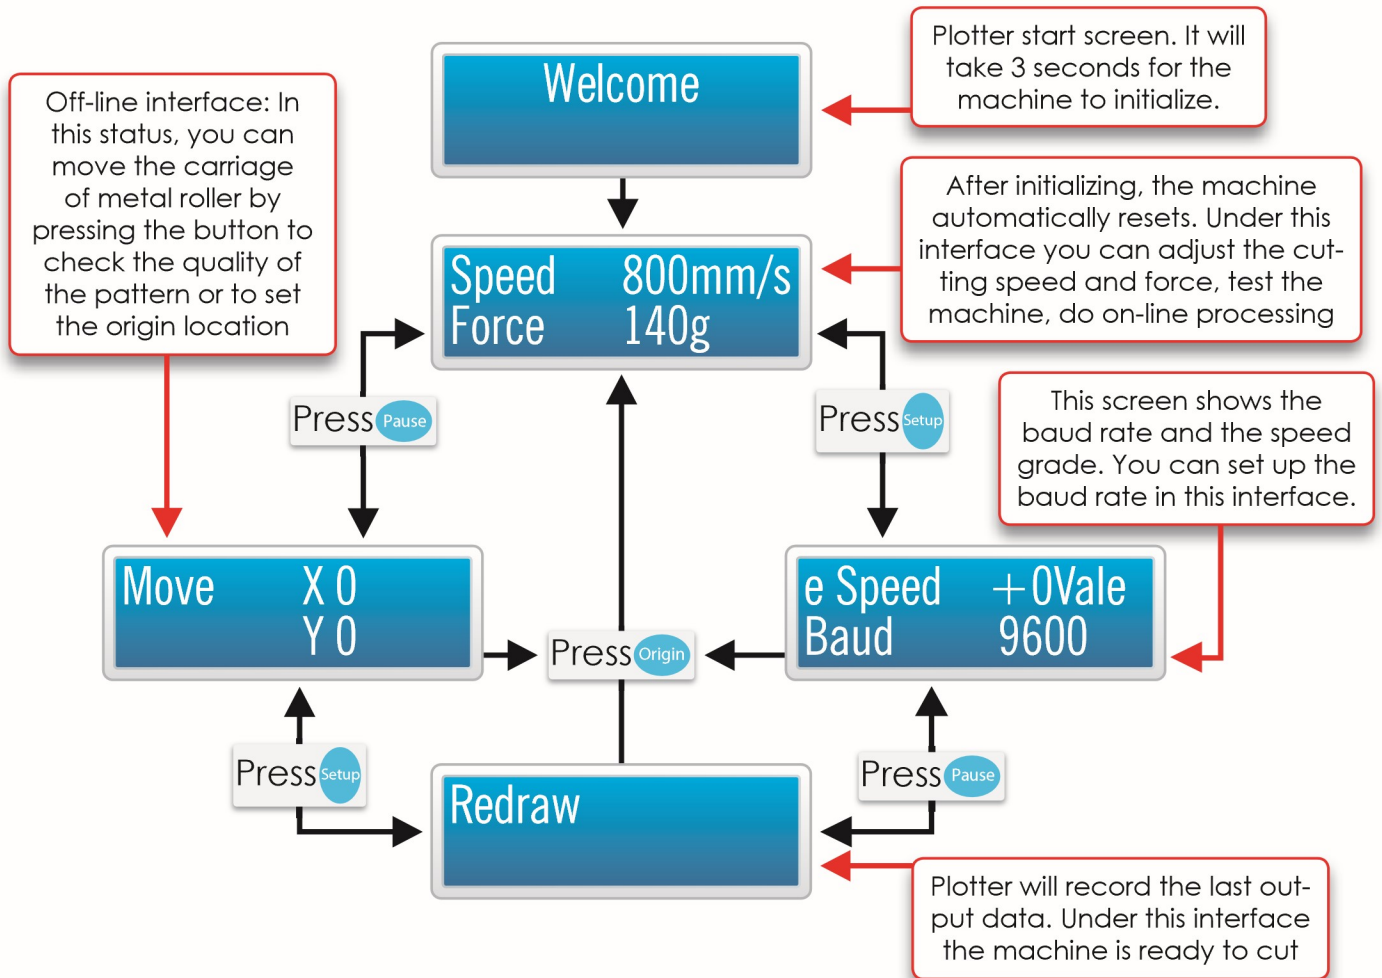 Welcome
Plotter start screen. It will
take 3 seconds for the
machine to initialize.
Off-line interface: In
this status, you can
move the carriage
of metal roller by
pressing the button to
check the quality of
the pattern or to set
the origin location
After initializing, the machine
automatically resets. Under this
interface you can adjust the cut-
ting speed and force, test the
machine, do on-line processing
Speed 800mm/s
Force 140g
Press Pause
Press Setup
This screen shows the
baud rate and the speed
grade. You can set up the
baud rate in this interface.
Move X 0
Y 0
Press Origin
e Speed +0Vale
Baud 9600
Press Setup
Press Pause
Redraw
Plotter will record the last out-
put data. Under this interface
the machine is ready to cut